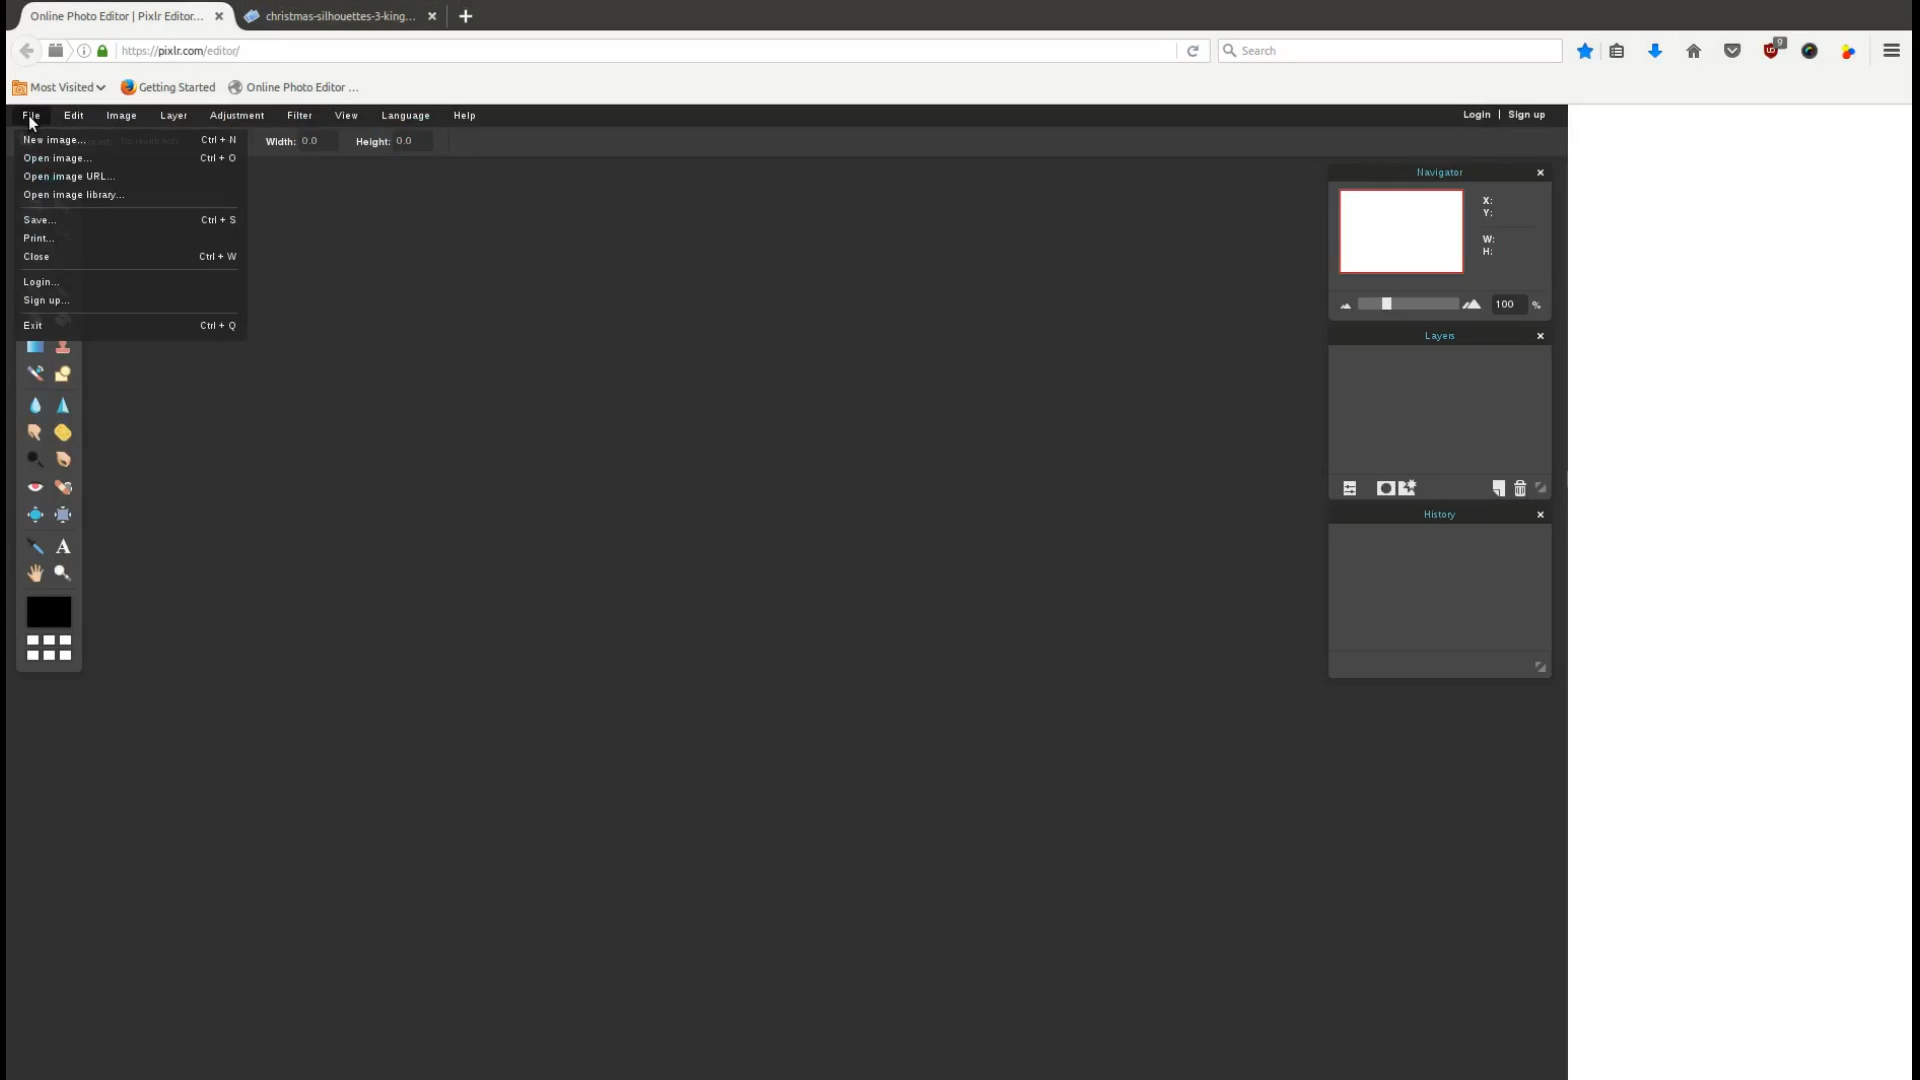 Online Photo Editor | Pixlr Editor...
christmas-silhouettes-3-king...
https://pixlr.com/editor/
Search
9
Most Visited
Getting Started
Online Photo Editor ...
File Edit Image Layer Adjustment Filter View Language Help
Login | Sign up
Width: 0.0 Height: 0.0
New image... Ctrl + N
Open image... Ctrl + O
Open image URL...
Open image library...
Save... Ctrl + S
Print...
Close Ctrl + W
Login...
Sign up...
Exit Ctrl + Q
Navigator
X:
Y:
W:
H:
100 %
Layers
History
A